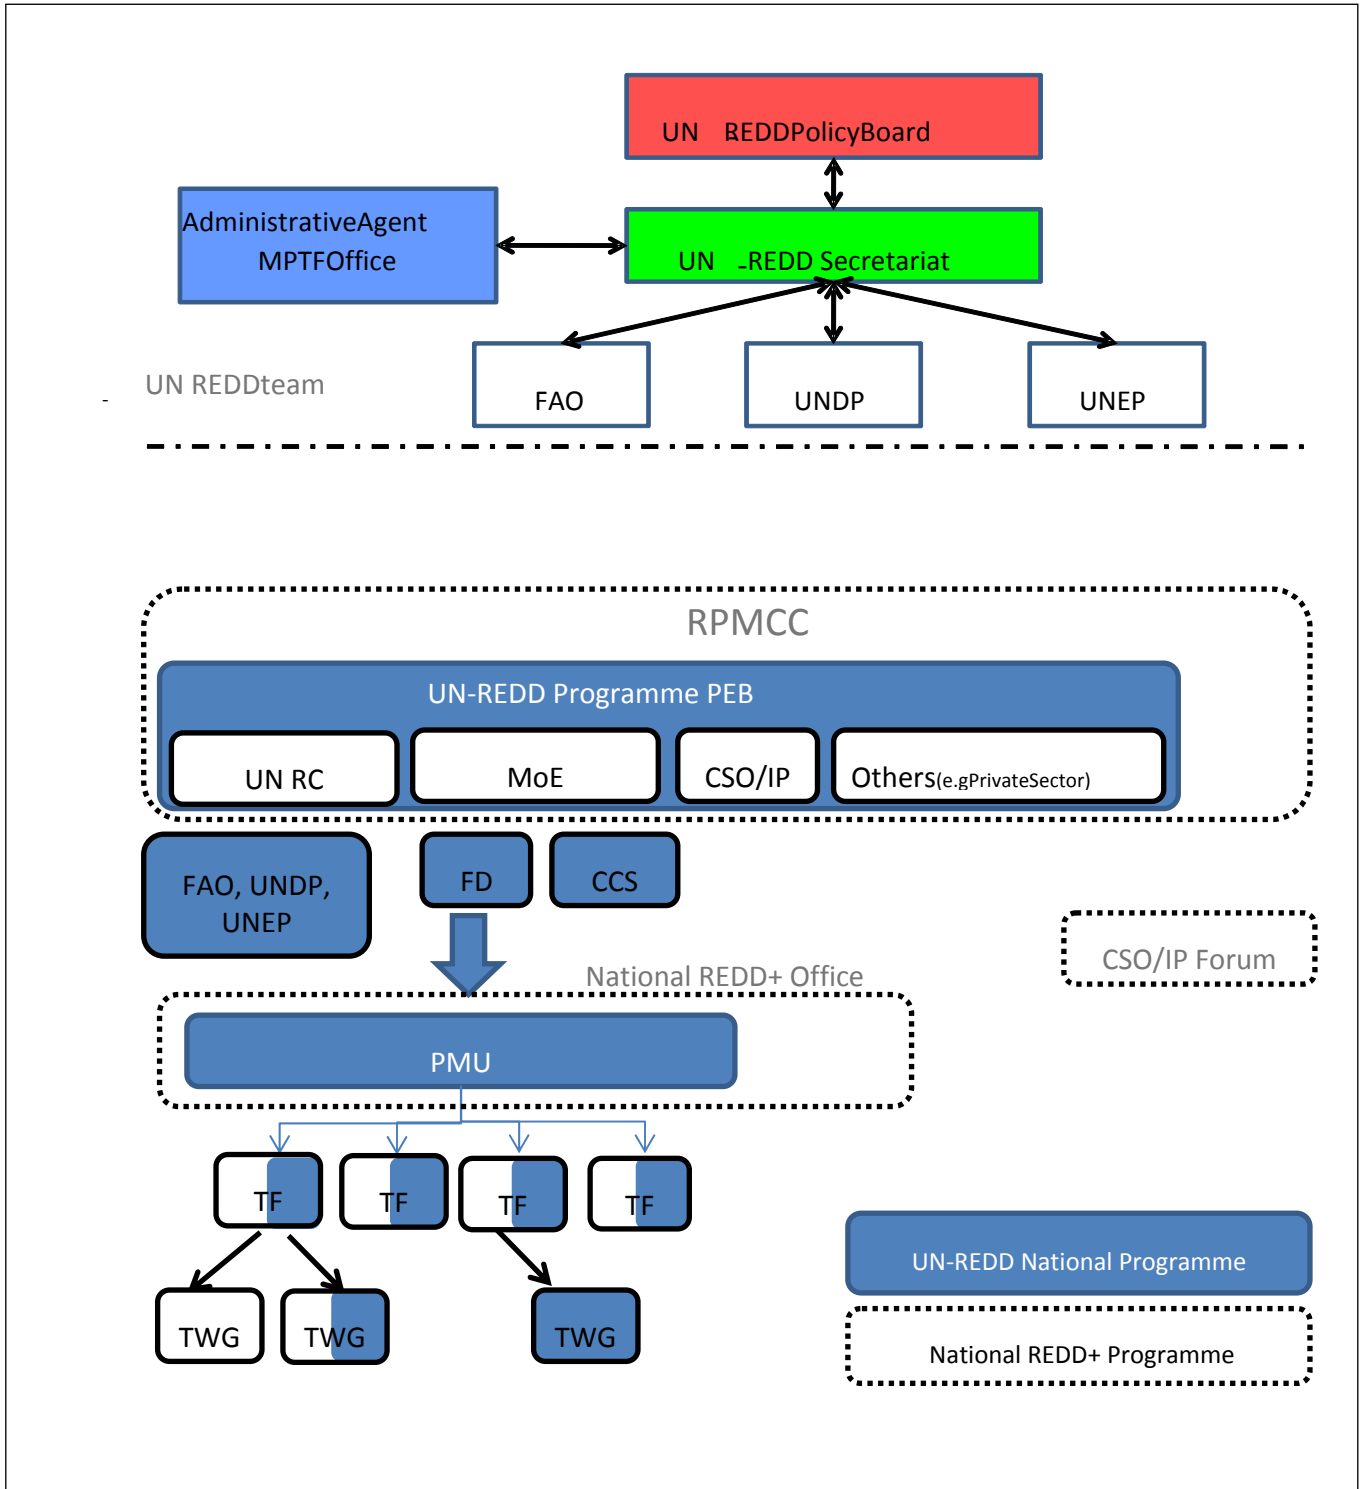 UN REDDPolicyBoard
AdministrativeAgent
MPTFOffice
UN -REDD Secretariat
UN REDDteam
-
FAO
UNDP
UNEP
RPMCC
UN-REDD Programme PEB
UN RC
MoE
CSO/IP
Others(e.gPrivateSector)
FAO, UNDP,
UNEP
FD
CCS
CSO/IP Forum
National REDD+ Office
PMU
TF
TF
TF
TF
TWG
TWG
TWG
UN-REDD National Programme
National REDD+ Programme